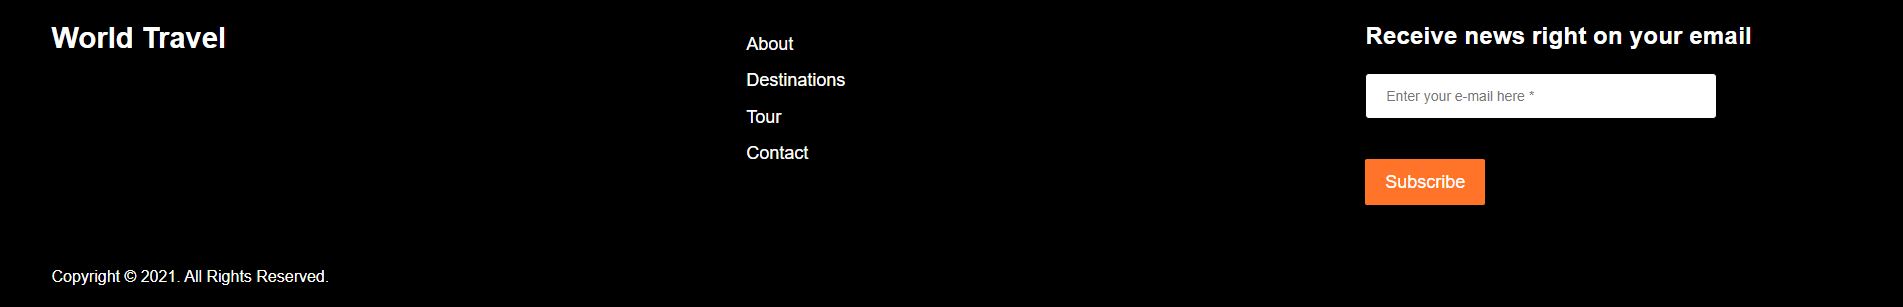 World Travel
About
Destinations
Tour
Contact
Receive news right on your email
Enter your e-mail here *
Subscribe
Copyright © 2021. All Rights Reserved.